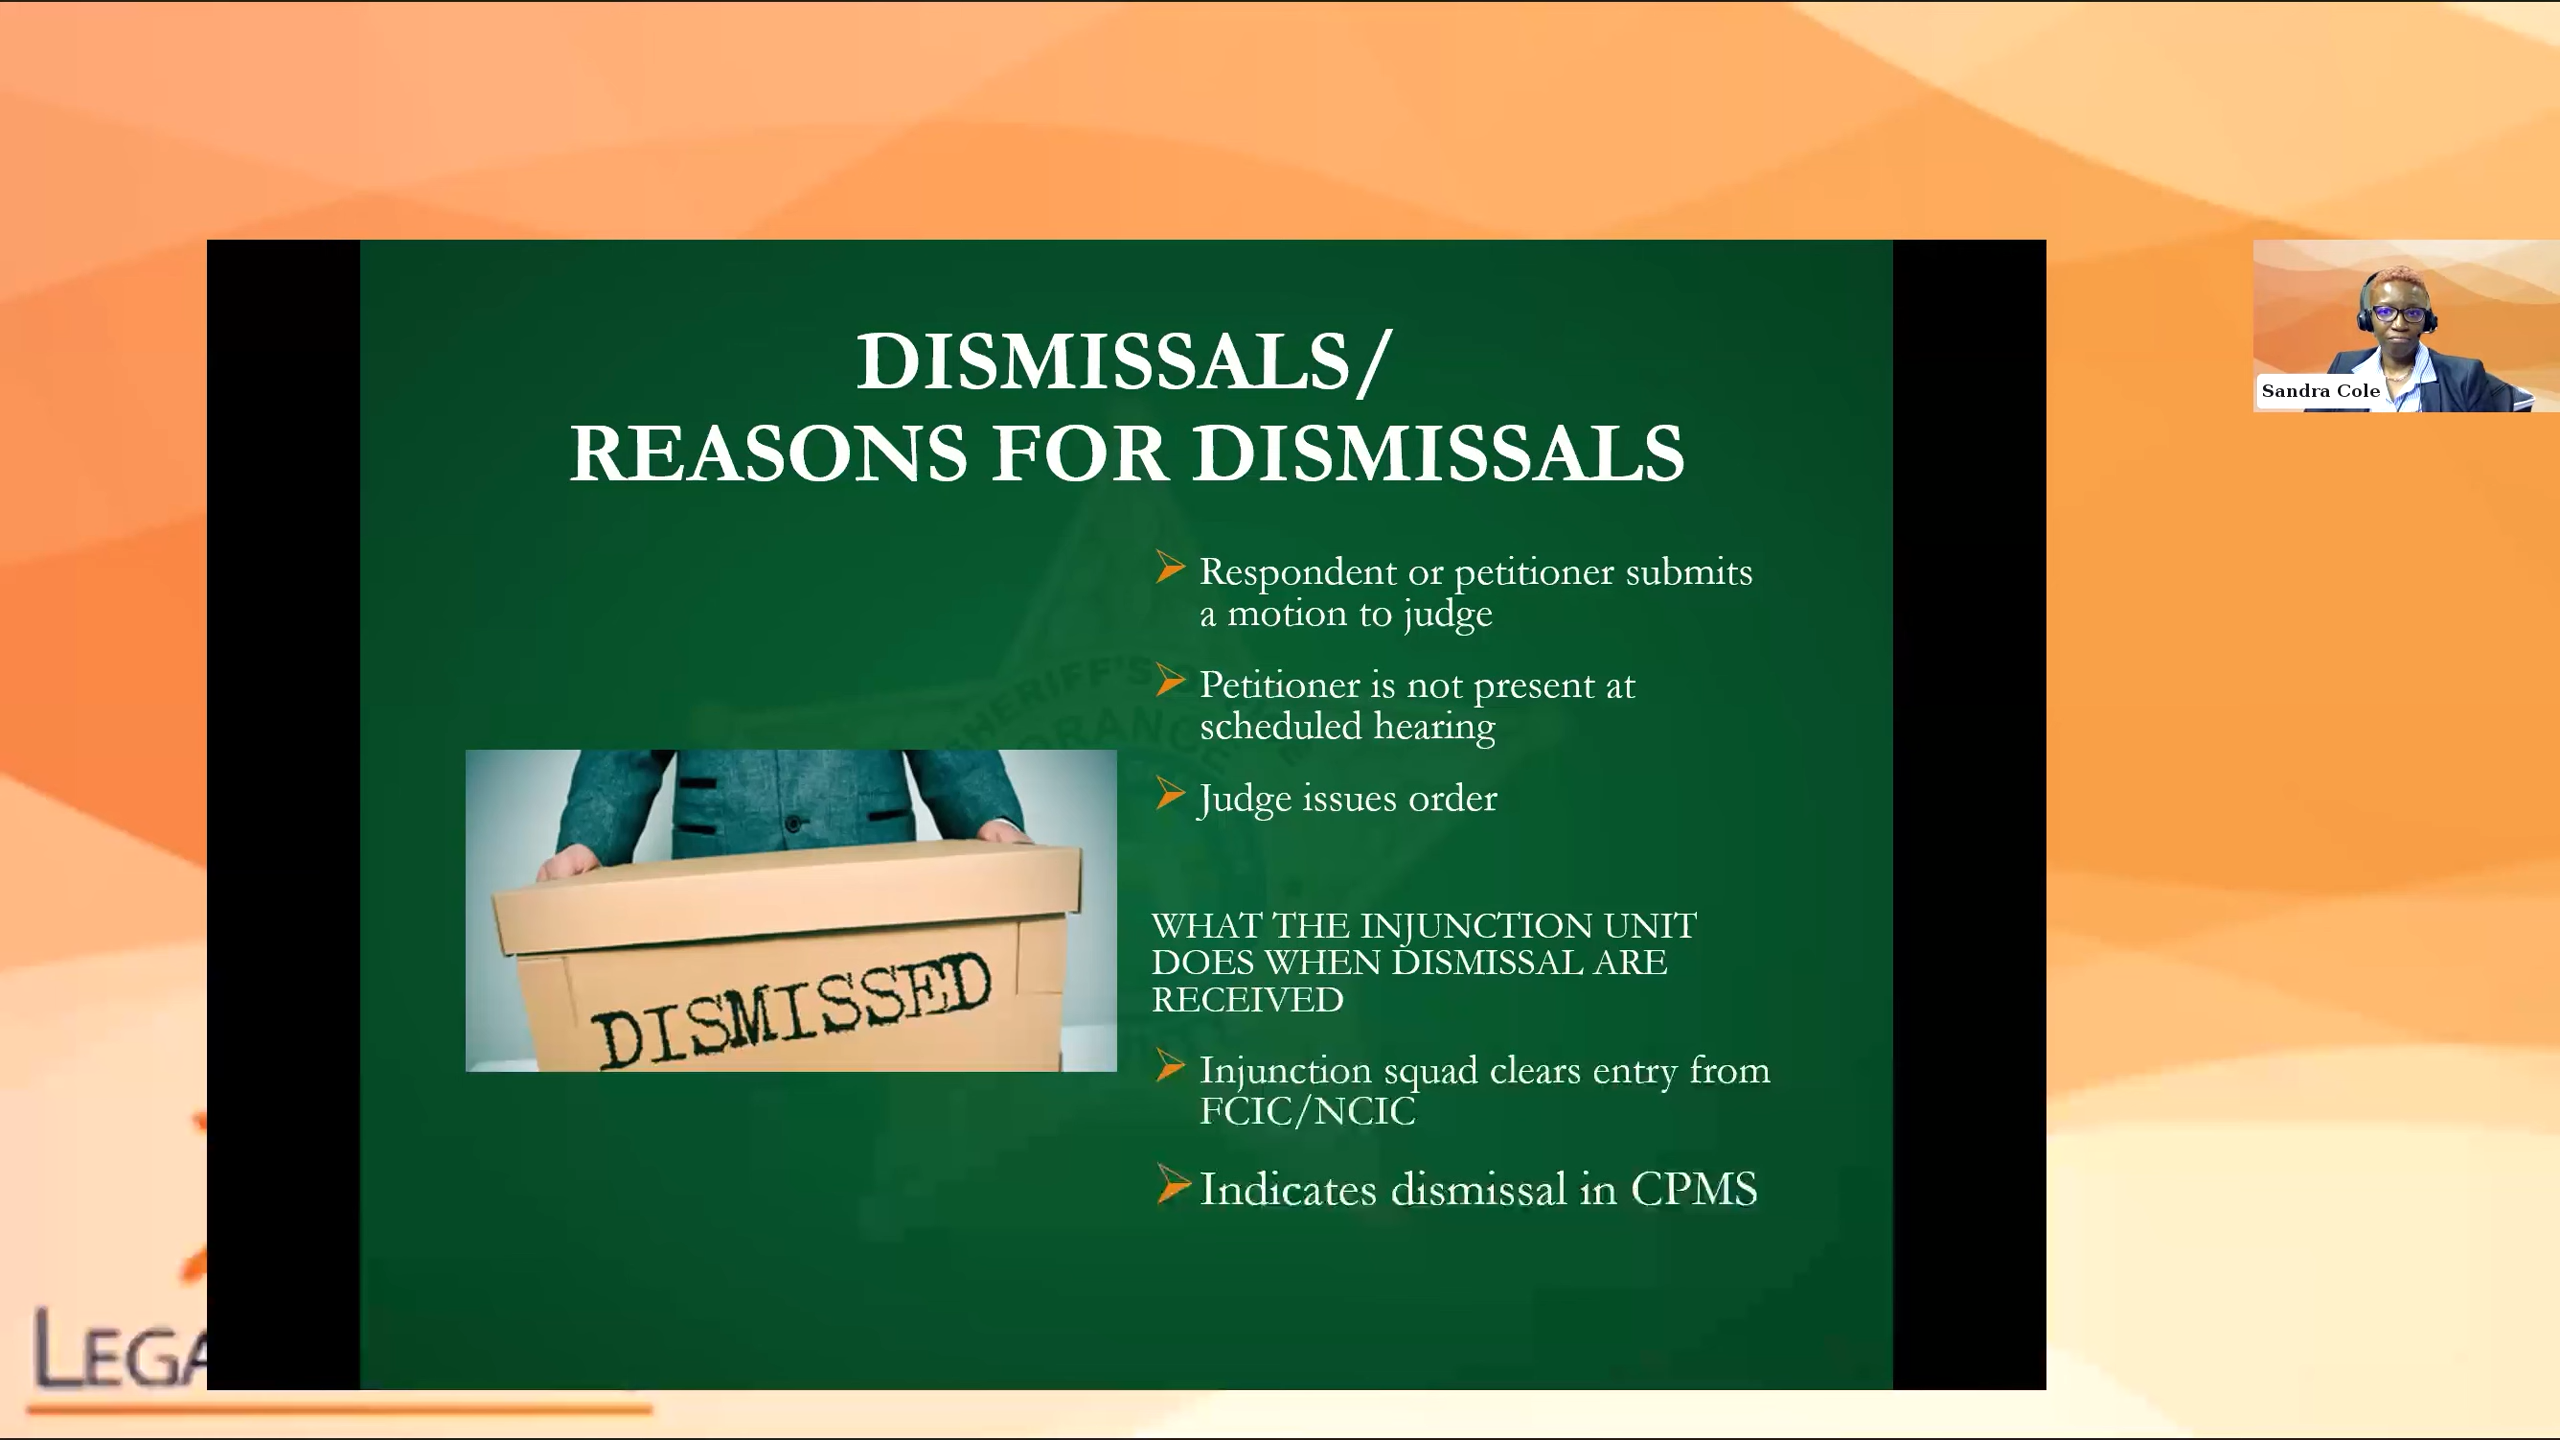 DISMISSALS/
REASONS FOR DISMISSALS
Respondent or petitioner submits
a motion to judge
Petitioner is not present at
scheduled hearing
Judge issues order
WHAT THE INJUNCTION UNIT
DOES WHEN DISMISSAL ARE
RECEIVED
Injunction squad clears entry from
FCIC/NCIC
Indicates dismissal in CPMS
DISMISSED
SHERIFF'S
ORANGE
Sandra Cole
LEGA